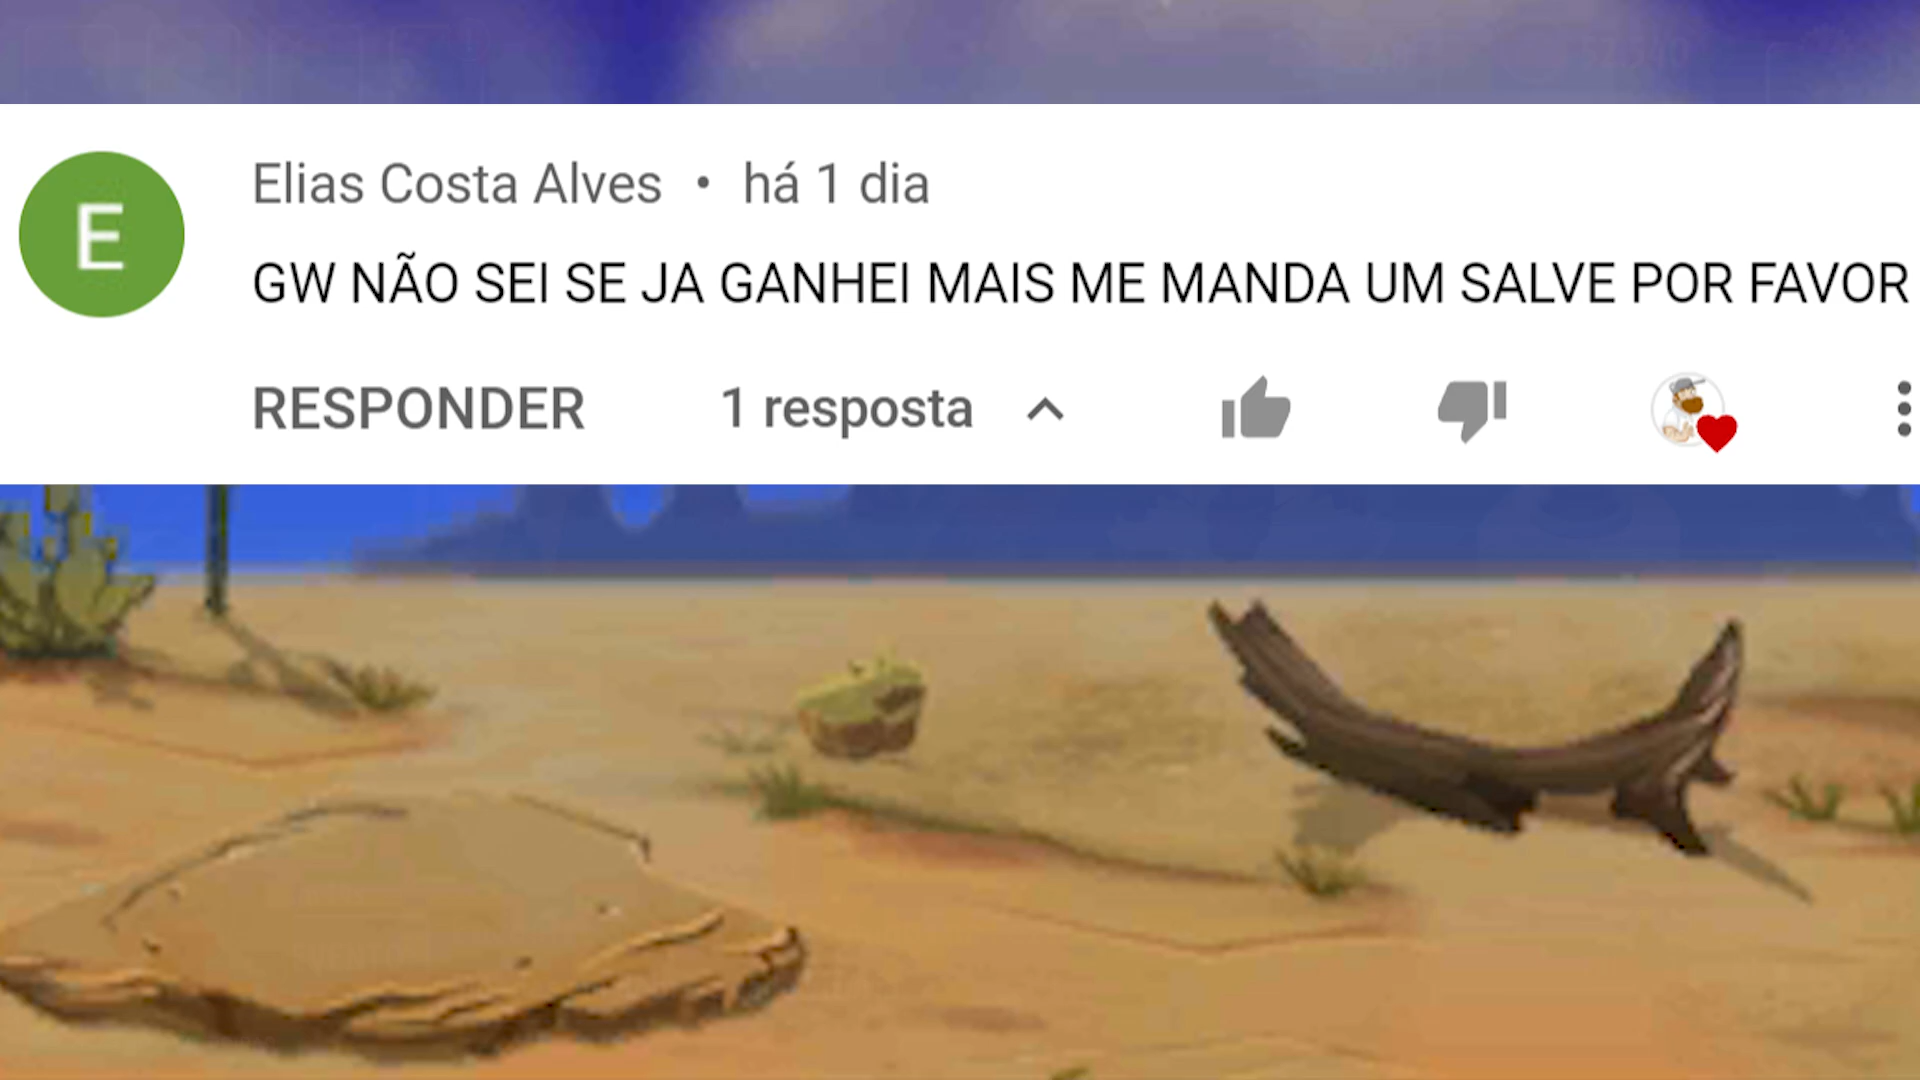 E
Elias Costa Alves • há 1 dia
GW NÃO SEI SE JA GANHEI MAIS ME MANDA UM SALVE POR FAVOR
RESPONDER 1 resposta